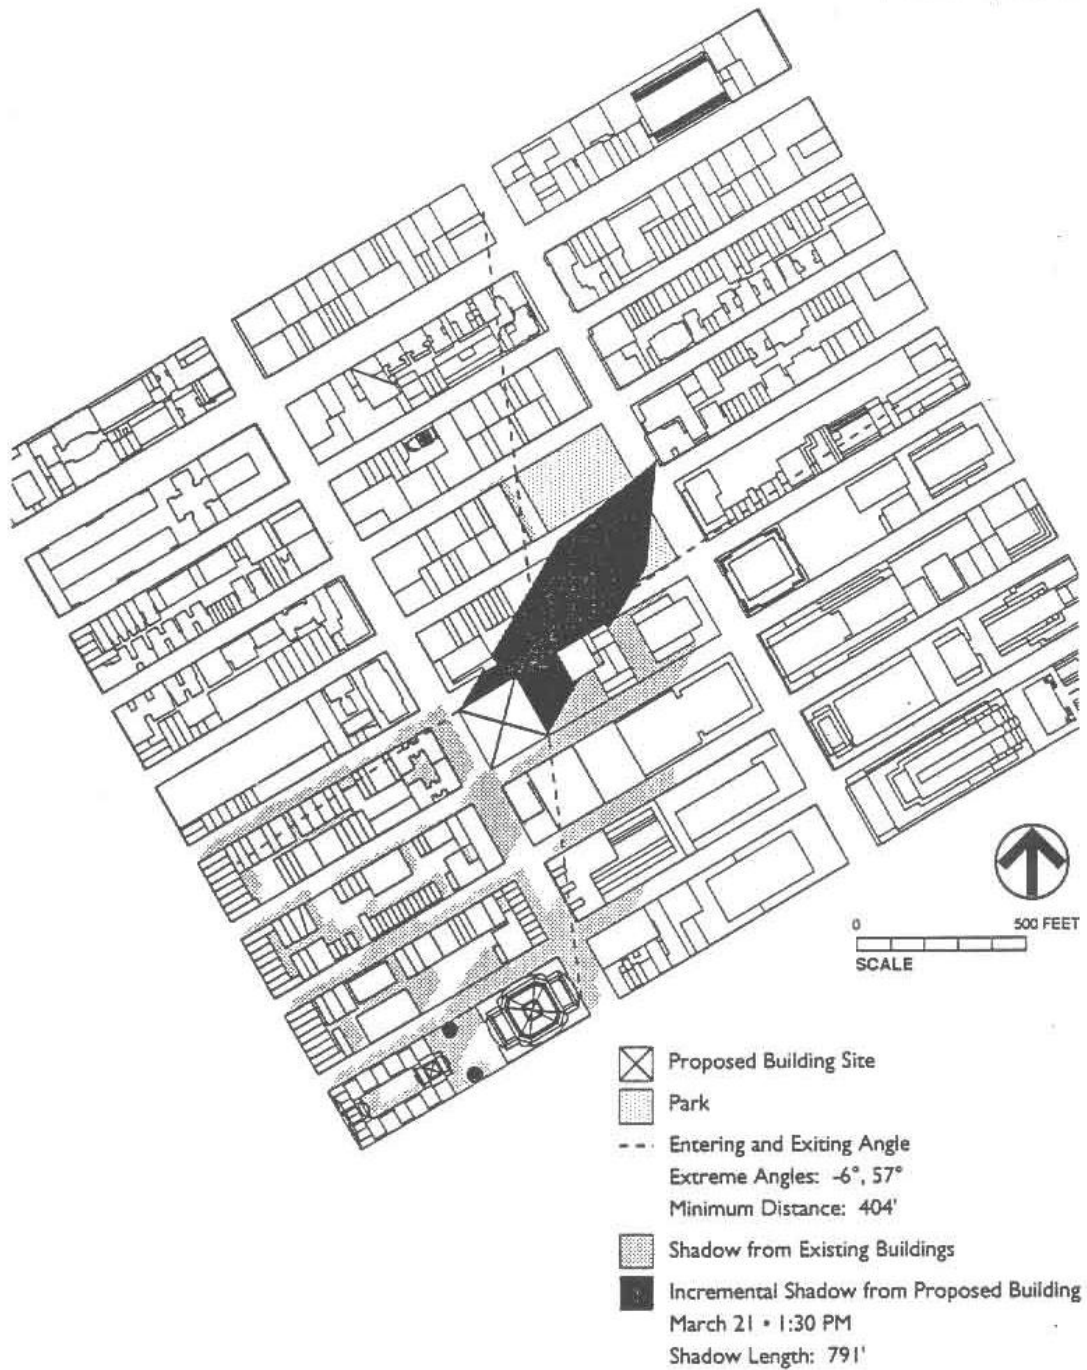 0 500 FEET
SCALE
Proposed Building Site
Park
Entering and Exiting Angle
Extreme Angles: -6°, 57°
Minimum Distance: 404'
Shadow from Existing Buildings
Incremental Shadow from Proposed Building
March 21 • 1:30 PM
Shadow Length: 791'